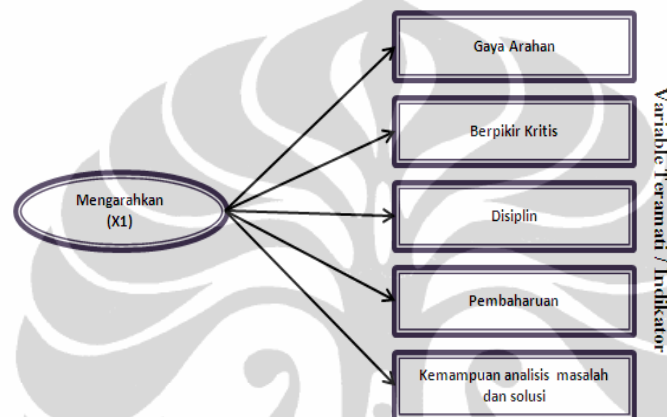 Gaya Arahan
Berpikir Kritis
Mengarahkan
(X1)
Disiplin
Pembaharuan
Kemampuan analisis masalah
dan solusi
Variable Teramati / Indikator